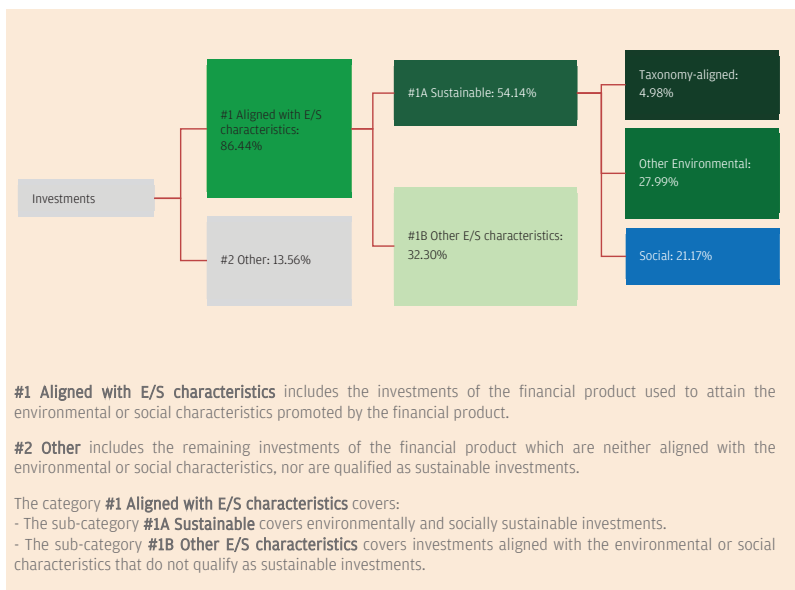 Investments
#1 Aligned with E/S
characteristics:
86.44%
#2 Other: 13.56%
#1A Sustainable: 54.14%
#1B Other E/S characteristics:
32.30%
Taxonomy-aligned:
4.98%
Other Environmental:
27.99%
Social: 21.17%
#1 Aligned with E/S characteristics includes the investments of the financial product used to attain the
environmental or social characteristics promoted by the financial product.
#2 Other includes the remaining investments of the financial product which are neither aligned with the
environmental or social characteristics, nor are qualified as sustainable investments.
The category #1 Aligned with E/S characteristics covers:
- The sub-category #1A Sustainable covers environmentally and socially sustainable investments.
- The sub-category #1B Other E/S characteristics covers investments aligned with the environmental or social
characteristics that do not qualify as sustainable investments.